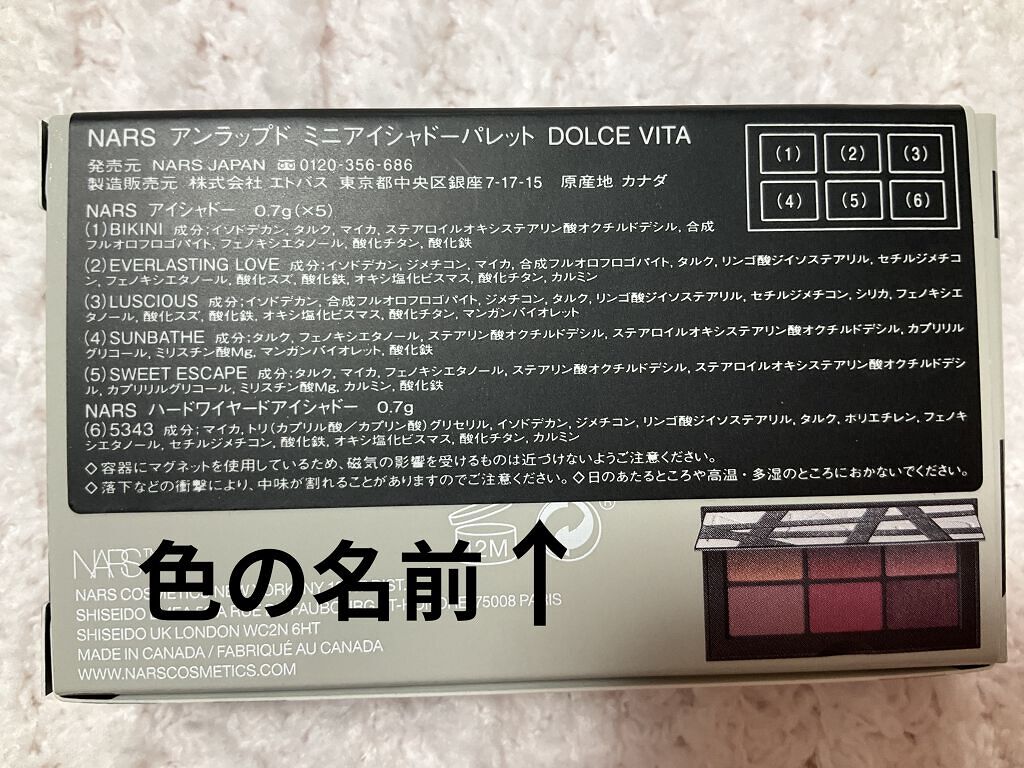 NARS アンラップド ミニアイシャドーパレット DOLCE VITA
発売元 NARS JAPAN 0120-356-686
製造販売元 株式会社 エトバス 東京都中央区銀座7-17-15 原産地 カナダ
(1) (2) (3)
(4) (5) (6)
NARS アイシャドー 0.7g(×5)
(1)BIKINI 成分:イソドデカン, タルク, マイカ, ステアロイルオキシステアリン酸オクチルドデシル, 合成
フルオロフロゴパイト, フェノキシエタノール, 酸化チタン, 酸化鉄
(2)EVERLASTING LOVE 成分:イソドデカン, ジメチコン, マイカ, 合成フルオロフロゴパイト, タルク, リンゴ酸ジイソステアリル, セチルジメチコ
ン, フェノキシエタノール, 酸化スズ, 酸化鉄, オキシ塩化ビスマス, 酸化チタン, カルミン
(3)LUSCIOUS 成分:イソドデカン, 合成フルオロフロゴパイト, ジメチコン, タルク, リンゴ酸ジイソステアリル, セチルジメチコン, シリカ, フェノキシエ
タノール, 酸化スズ, 酸化鉄, オキシ塩化ビスマス, 酸化チタン, マンガンバイオレット
(4)SUNBATHE 成分:タルク, フェノキシエタノール, ステアリン酸オクチルドデシル, ステアロイルオキシステアリン酸オクチルドデシル, カプリリル
グリコール, ミリスチン酸Mg, マンガンバイオレット, 酸化鉄
(5)SWEET ESCAPE 成分:タルク, マイカ, フェノキシエタノール, ステアリン酸オクチルドデシル, ステアロイルオキシステアリン酸オクチルドデシ
ル, カプリリルグリコール, ミリスチン酸Mg, カルミン, 酸化鉄
NARS ハードワイヤードアイシャドー 0.7g
(6)5343 成分:マイカ, トリ(カプリル酸/カプリン酸)グリセリル, イソドデカン, ジメチコン, リンゴ酸ジイソステアリル, タルク, ポリエチレン, フェノキ
シエタノール, セチルジメチコン, 酸化鉄, オキシ塩化ビスマス, 酸化チタン, カルミン
◇容器にマグネットを使用しているため、磁気の影響を受けるものは近づけないようご注意ください。
◇落下などの衝撃により、中味が割れることがありますのでご注意ください。◇日のあたるところや高温・多湿のところにおかないでください。
12M
色の名前↑
NARS
NARS COSMETICS NEW YORK NY
SHISEIDO RUE FAUBOURG ST-HONORÉ 75008 PARIS
SHISEIDO UK LONDON WC2N 6HT
MADE IN CANADA / FABRIQUÉ AU CANADA
WWW.NARSCOSMETICS.COM